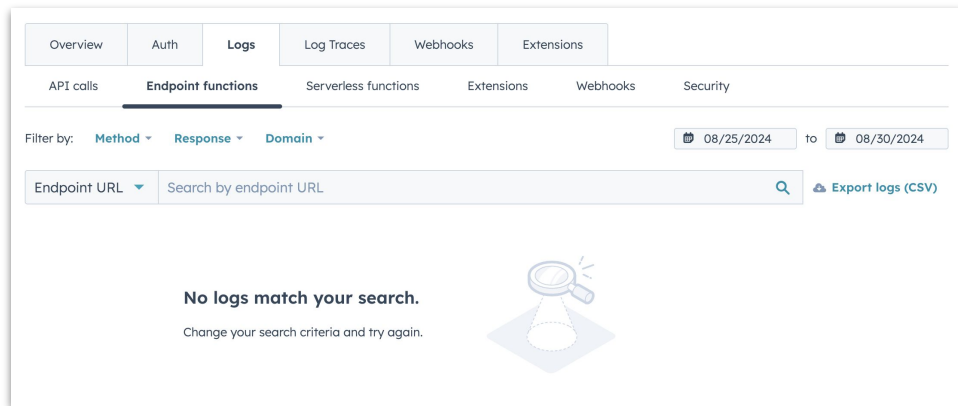 Overview Auth Logs Log Traces Webhooks Extensions
API calls Endpoint functions Serverless functions Extensions Webhooks Security
Filter by: Method Response Domain 08/25/2024 to 08/30/2024
Endpoint URL Search by endpoint URL Export logs (CSV)
No logs match your search.
Change your search criteria and try again.